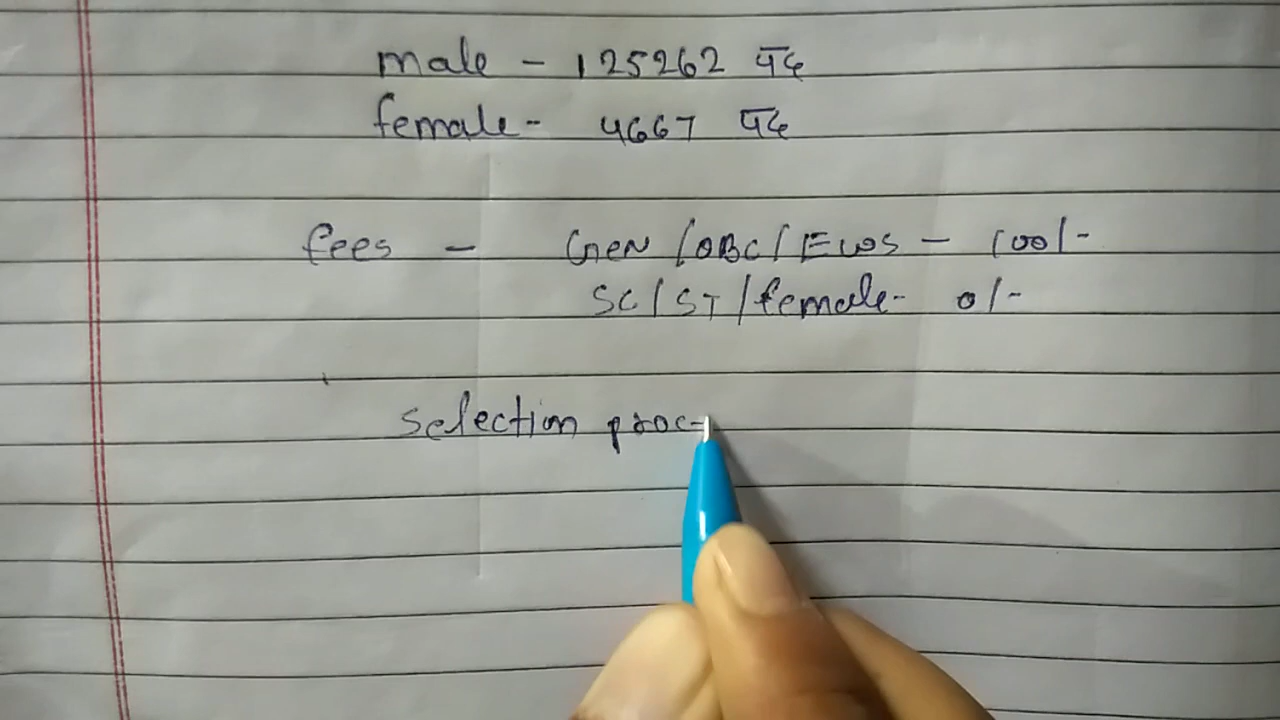 male - 125262 पद
female - 4667 पद
fees - Gen/OBC/Ews - 100/-
SC/ST/female - 0/-
Selection proc